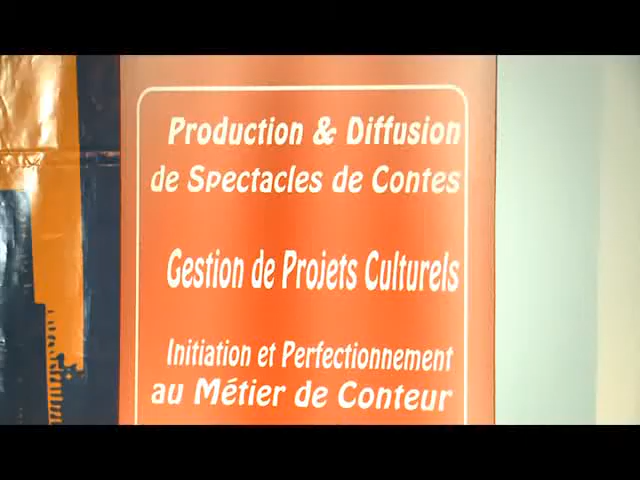 Production & Diffusion
de Spectacles de Contes
Gestion de Projets Culturels
Initiation et Perfectionnement
au Métier de Conteur